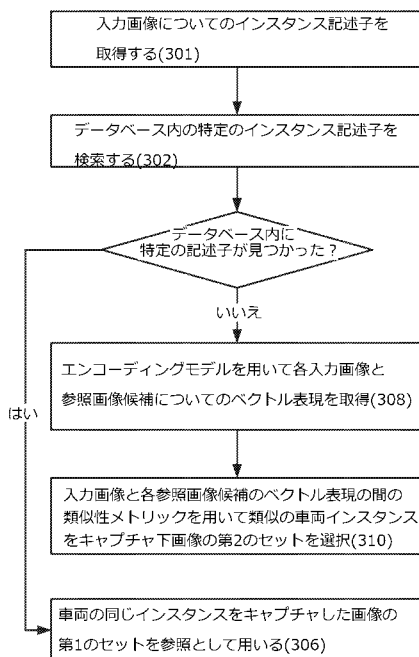 入力画像についてのインスタンス記述子を
取得する(301)
データベース内の特定のインスタンス記述子を
検索する(302)
データベース内に
特定の記述子が見つかった？
いいえ
エンコーディングモデルを用いて各入力画像と
参照画像候補についてのベクトル表現を取得(308)
はい
入力画像と各参照画像候補のベクトル表現の間の
類似性メトリックを用いて類似の車両インスタンス
をキャプチャ下画像の第2のセットを選択(310)
車両の同じインスタンスをキャプチャした画像の
第1のセットを参照として用いる(306)